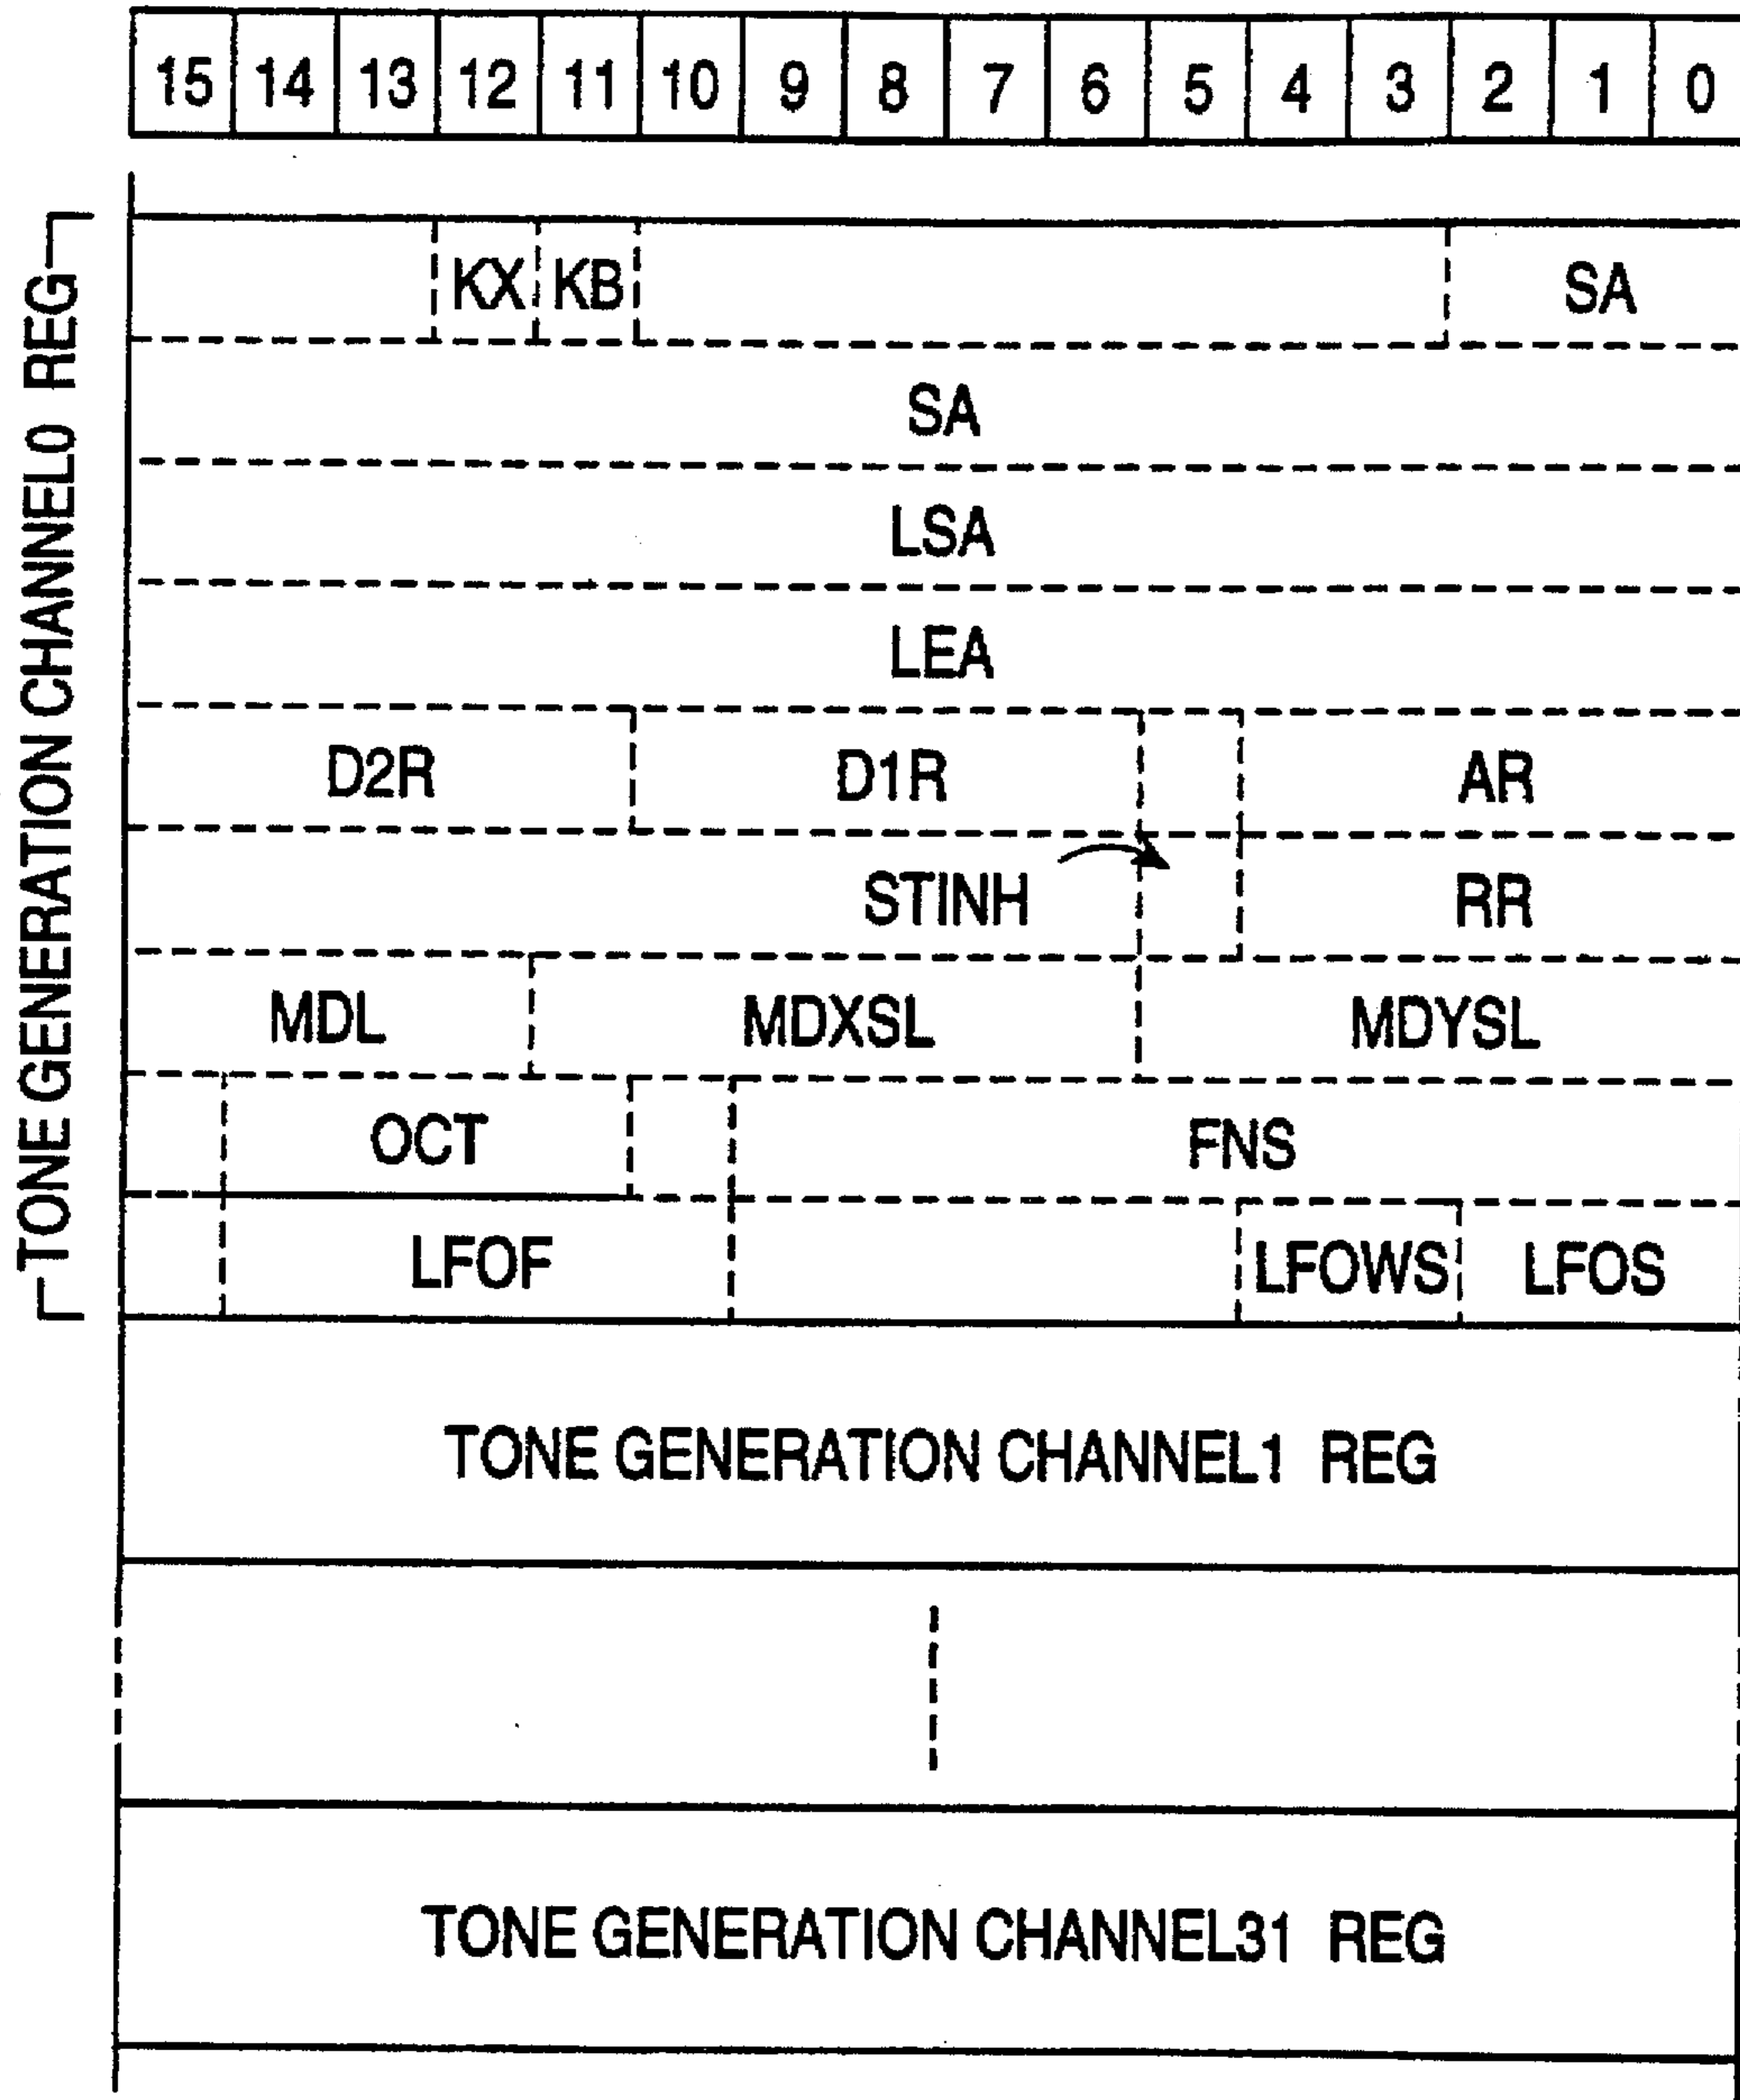 15 14 13 12 11 10 9 8 7 6 5 4 3 2 1 0
TONE GENERATION CHANNEL0 REG
KX KB SA
SA
LSA
LEA
D2R D1R AR
STINH RR
MDL MDXSL MDYSL
OCT FNS
LFOF LFOWS LFOS
TONE GENERATION CHANNEL1 REG
TONE GENERATION CHANNEL31 REG